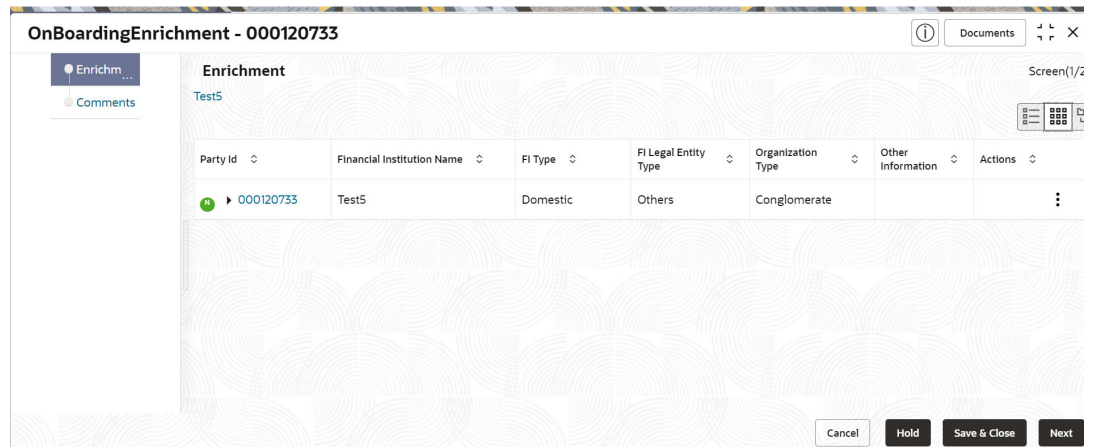 OnBoardingEnrichment - 000120733
Documents
Enrichm...
Comments
Enrichment
Screen(1/2
Test5
Party Id
Financial Institution Name
FI Type
FI Legal Entity Type
Organization Type
Other Information
Actions
N
000120733
Test5
Domestic
Others
Conglomerate
Cancel
Hold
Save & Close
Next